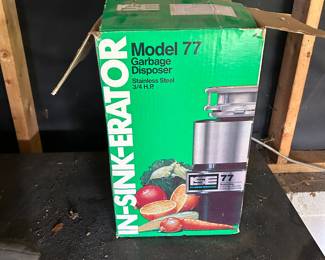 IN-SINK-ERATOR
Model 77
Garbage
Disposer
Stainless Steel
3/4 H.P.
77